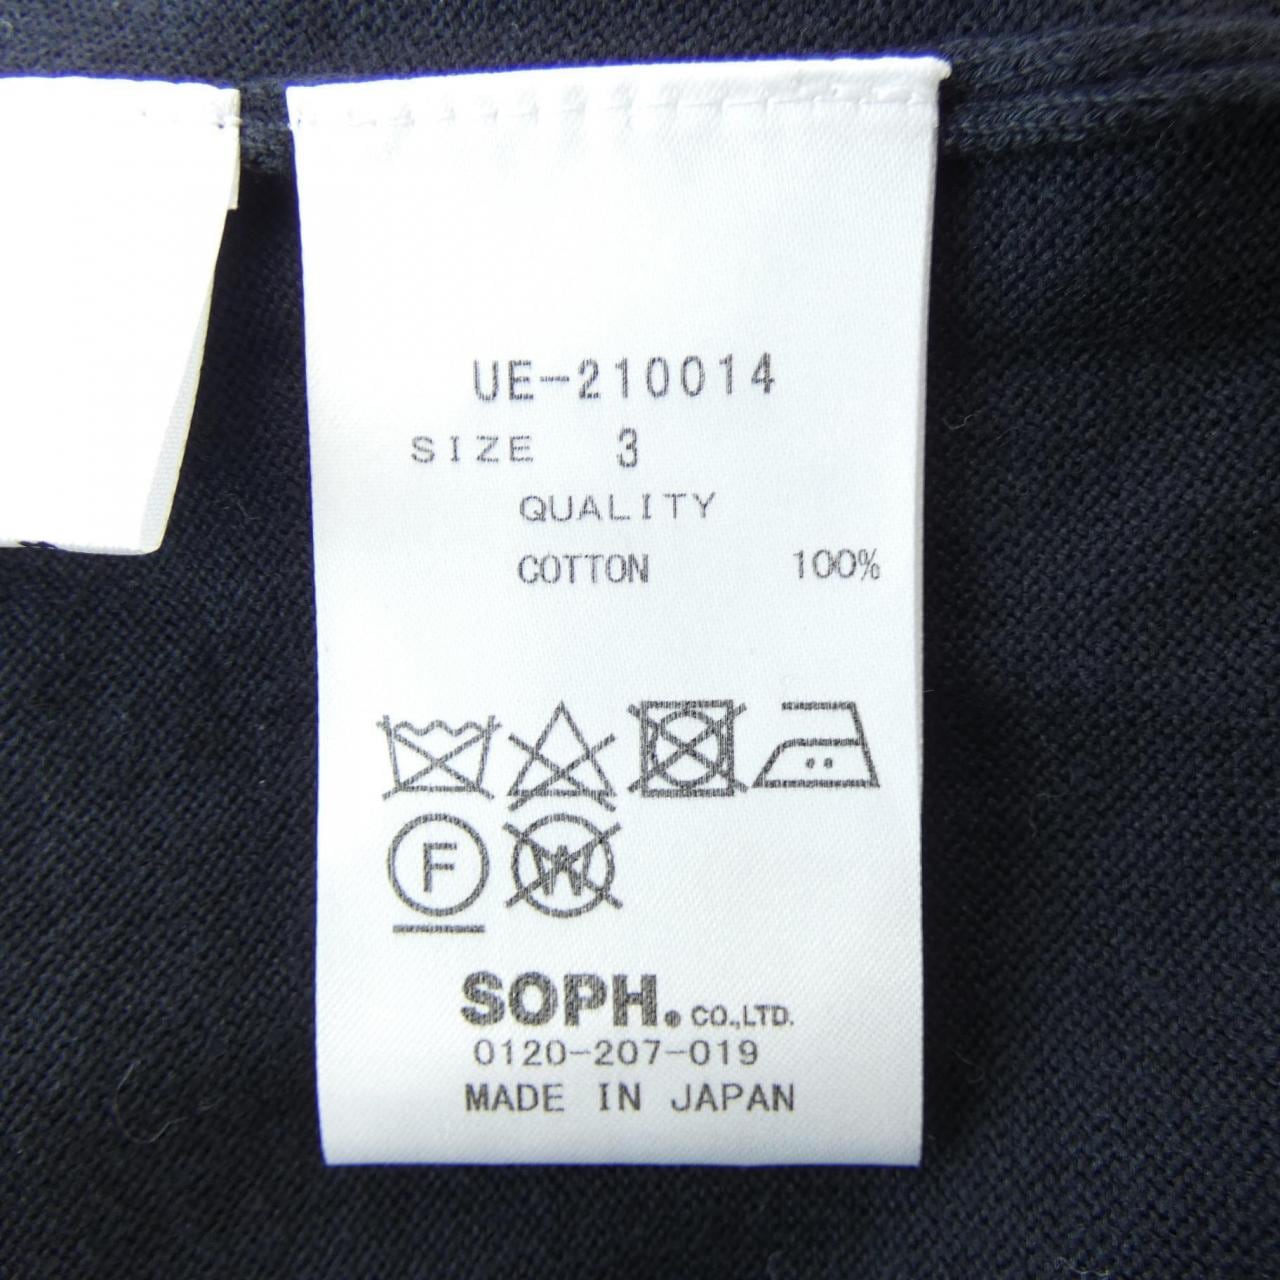 UE-210014
SIZE 3
QUALITY
COTTON 100%
F W
SOPH. CO.,LTD.
0120-207-019
MADE IN JAPAN